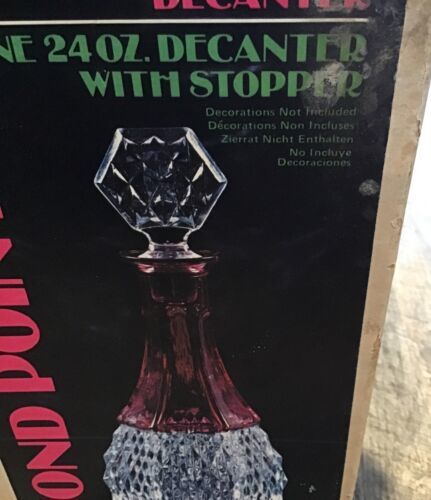 DECANTER
NE 24 OZ. DECANTER
WITH STOPPER
Decorations Not Included
Décorations Non Incluses
Zierrat Nicht Enthalten
No Incluye
Decoraciones
OND POINT